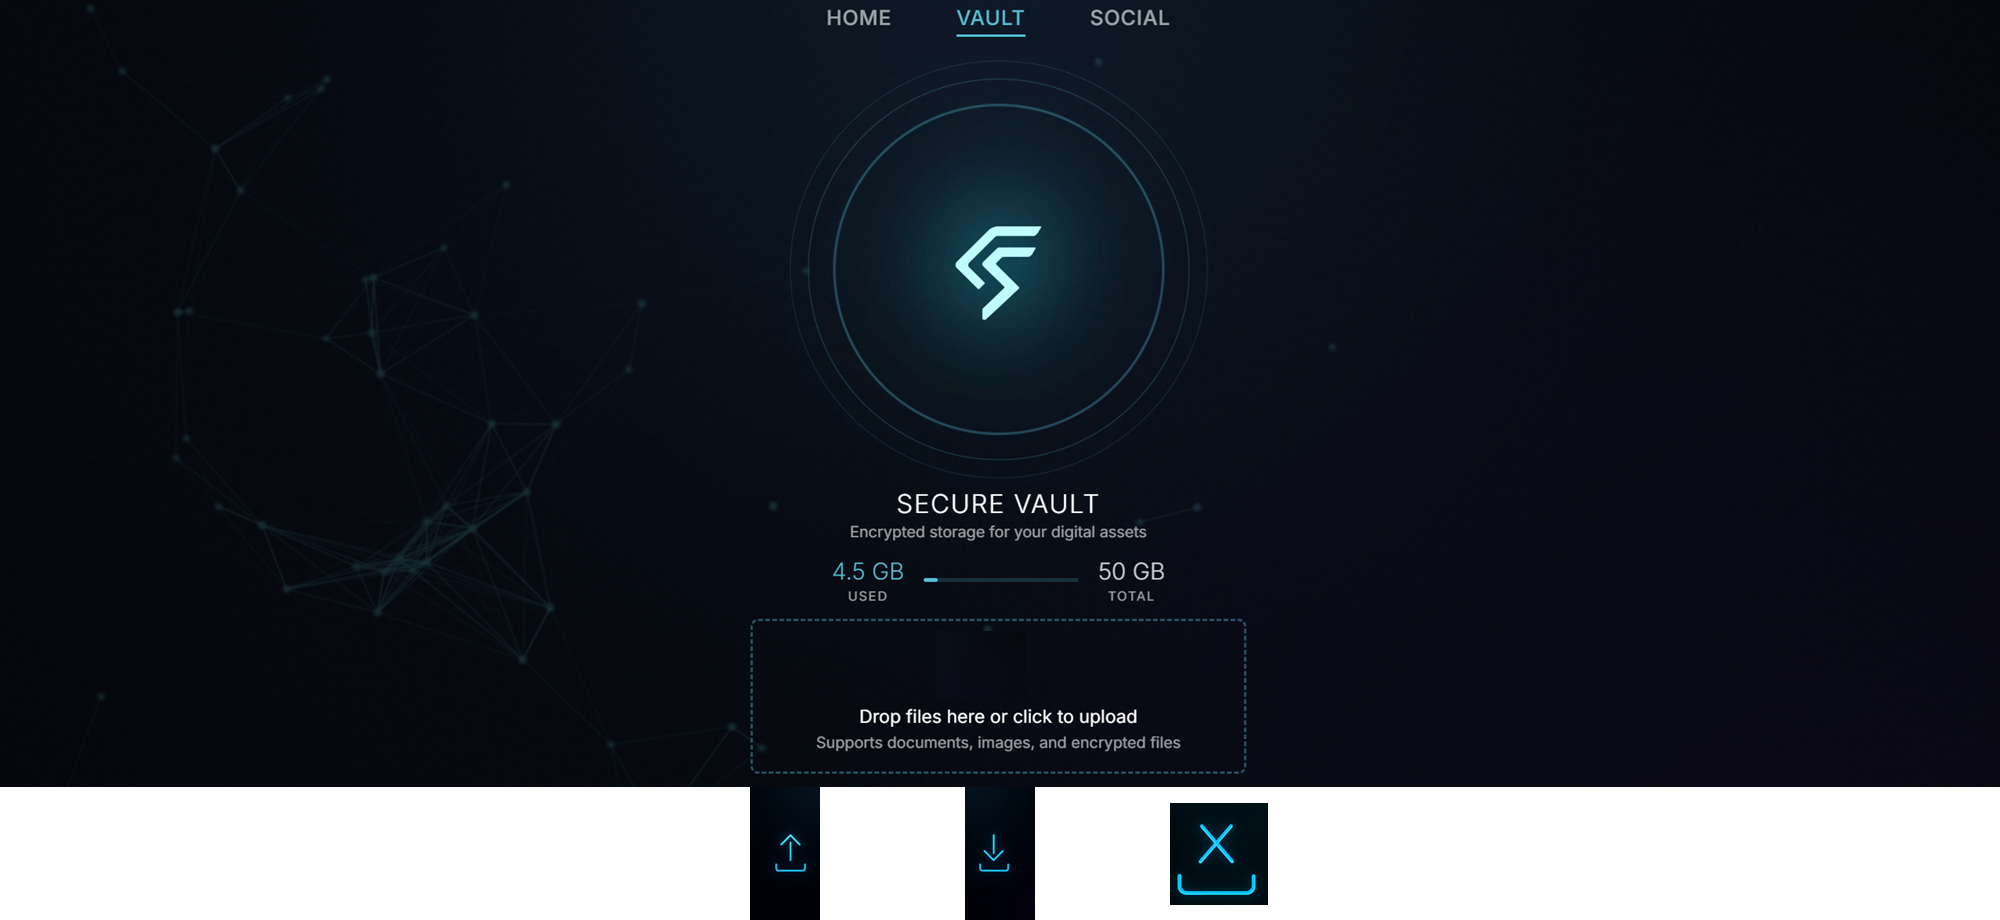 HOME VAULT SOCIAL
SECURE VAULT
Encrypted storage for your digital assets
4.5 GB 50 GB
USED TOTAL
Drop files here or click to upload
Supports documents, images, and encrypted files